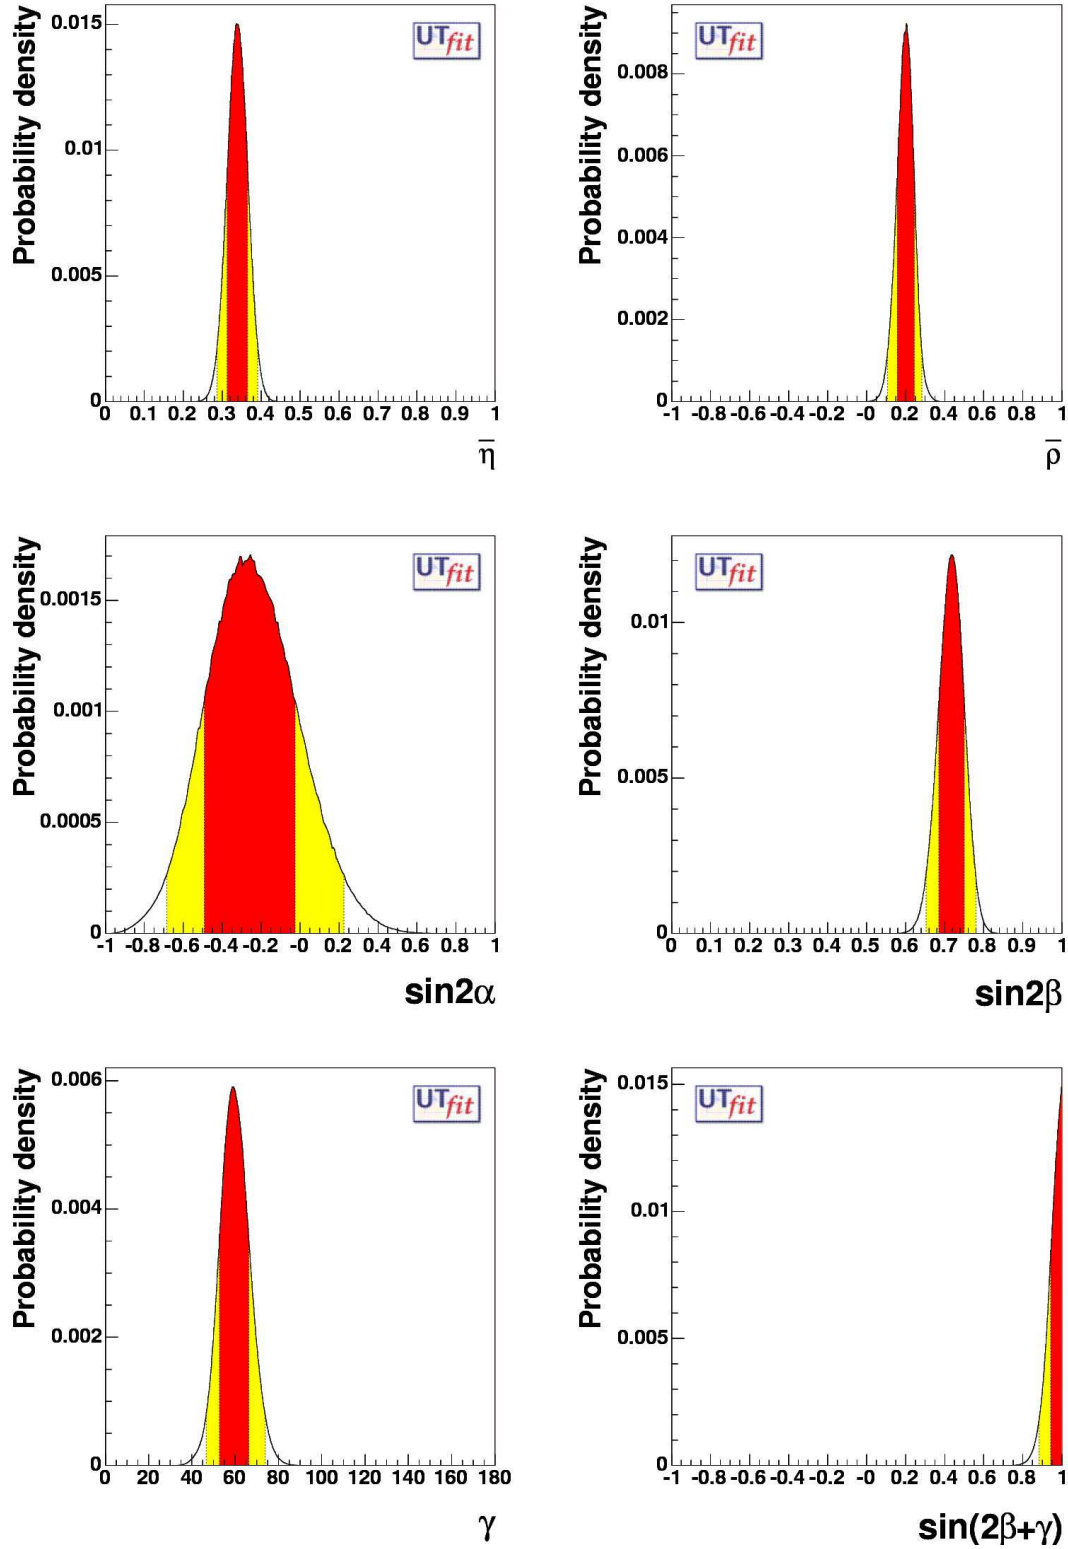 Probability density
UTfit
0.015
0.01
0.005
0
0 0.1 0.2 0.3 0.4 0.5 0.6 0.7 0.8 0.9 1
η̅
Probability density
UTfit
0.008
0.006
0.004
0.002
0
-1 -0.8 -0.6 -0.4 -0.2 -0 0.2 0.4 0.6 0.8 1
ρ̅
Probability density
UTfit
0.0015
0.001
0.0005
0
-1 -0.8 -0.6 -0.4 -0.2 -0 0.2 0.4 0.6 0.8 1
sin2α
Probability density
UTfit
0.01
0.005
0
0 0.1 0.2 0.3 0.4 0.5 0.6 0.7 0.8 0.9 1
sin2β
Probability density
UTfit
0.006
0.004
0.002
0
0 20 40 60 80 100 120 140 160 180
γ
Probability density
UTfit
0.015
0.01
0.005
0
-1 -0.8 -0.6 -0.4 -0.2 -0 0.2 0.4 0.6 0.8 1
sin(2β+γ)